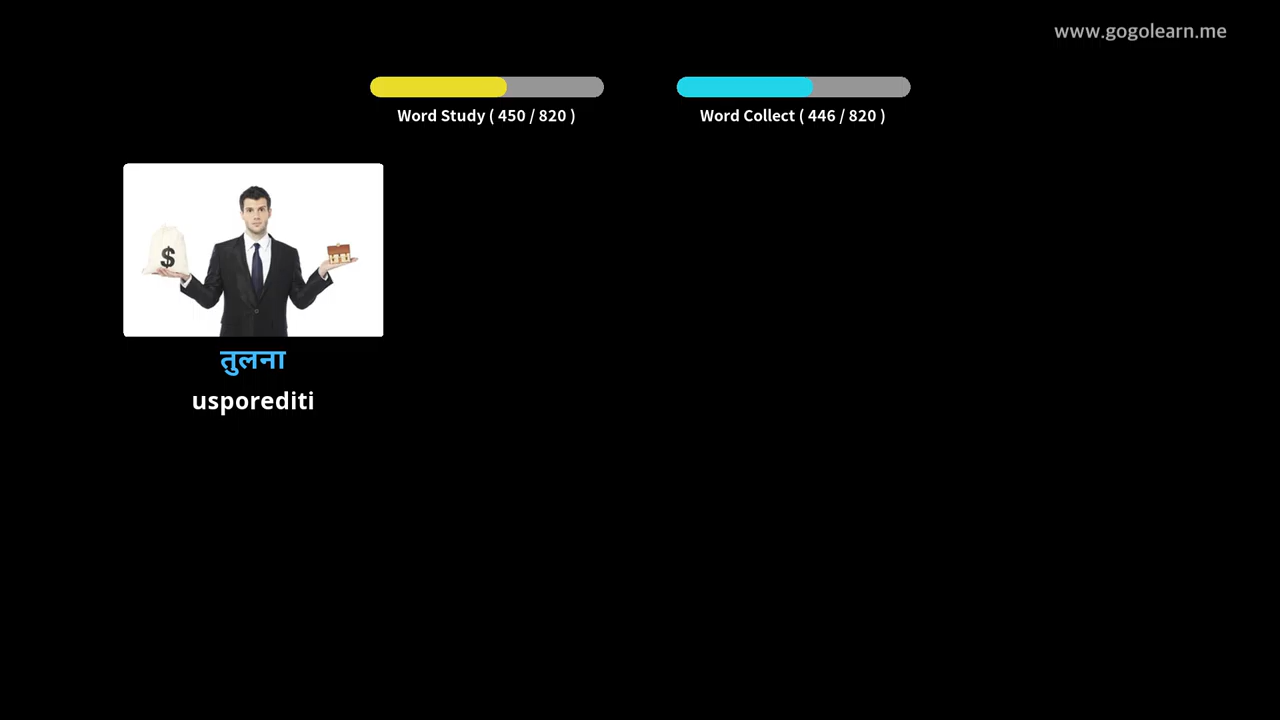 www.gogolearn.me
Word Study ( 450 / 820 )
Word Collect ( 446 / 820 )
$
तुलना
usporediti